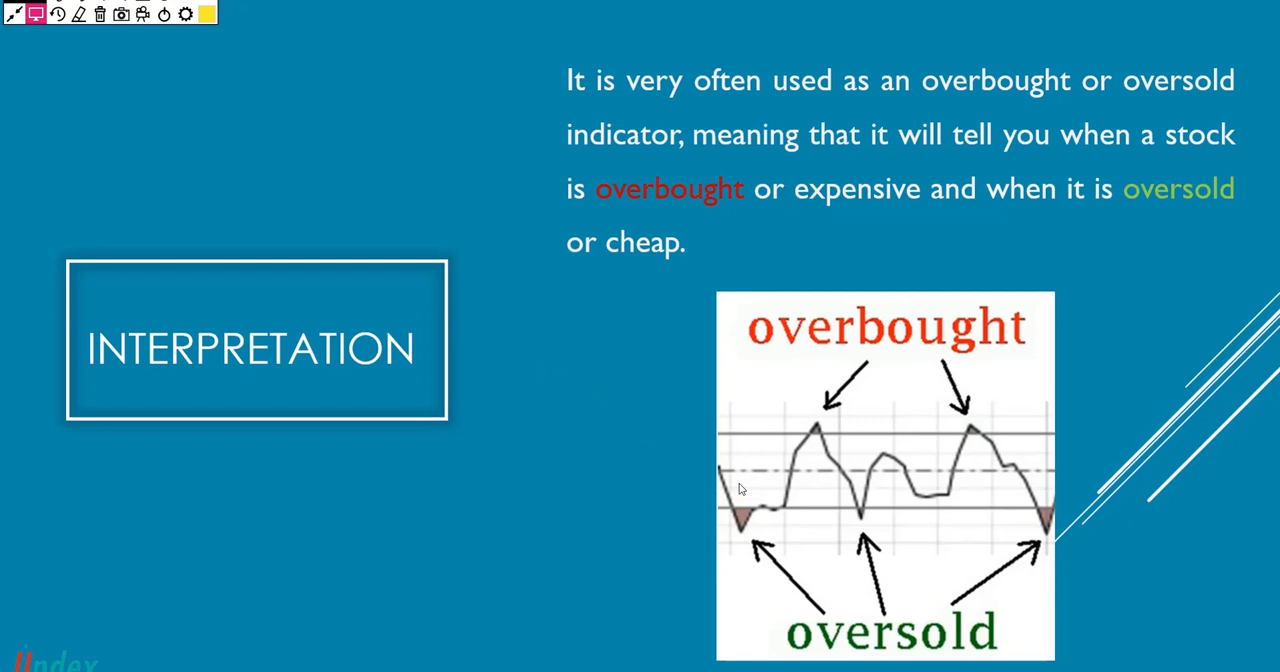 It is very often used as an overbought or oversold
indicator, meaning that it will tell you when a stock
is overbought or expensive and when it is oversold
or cheap.
INTERPRETATION
overbought
oversold